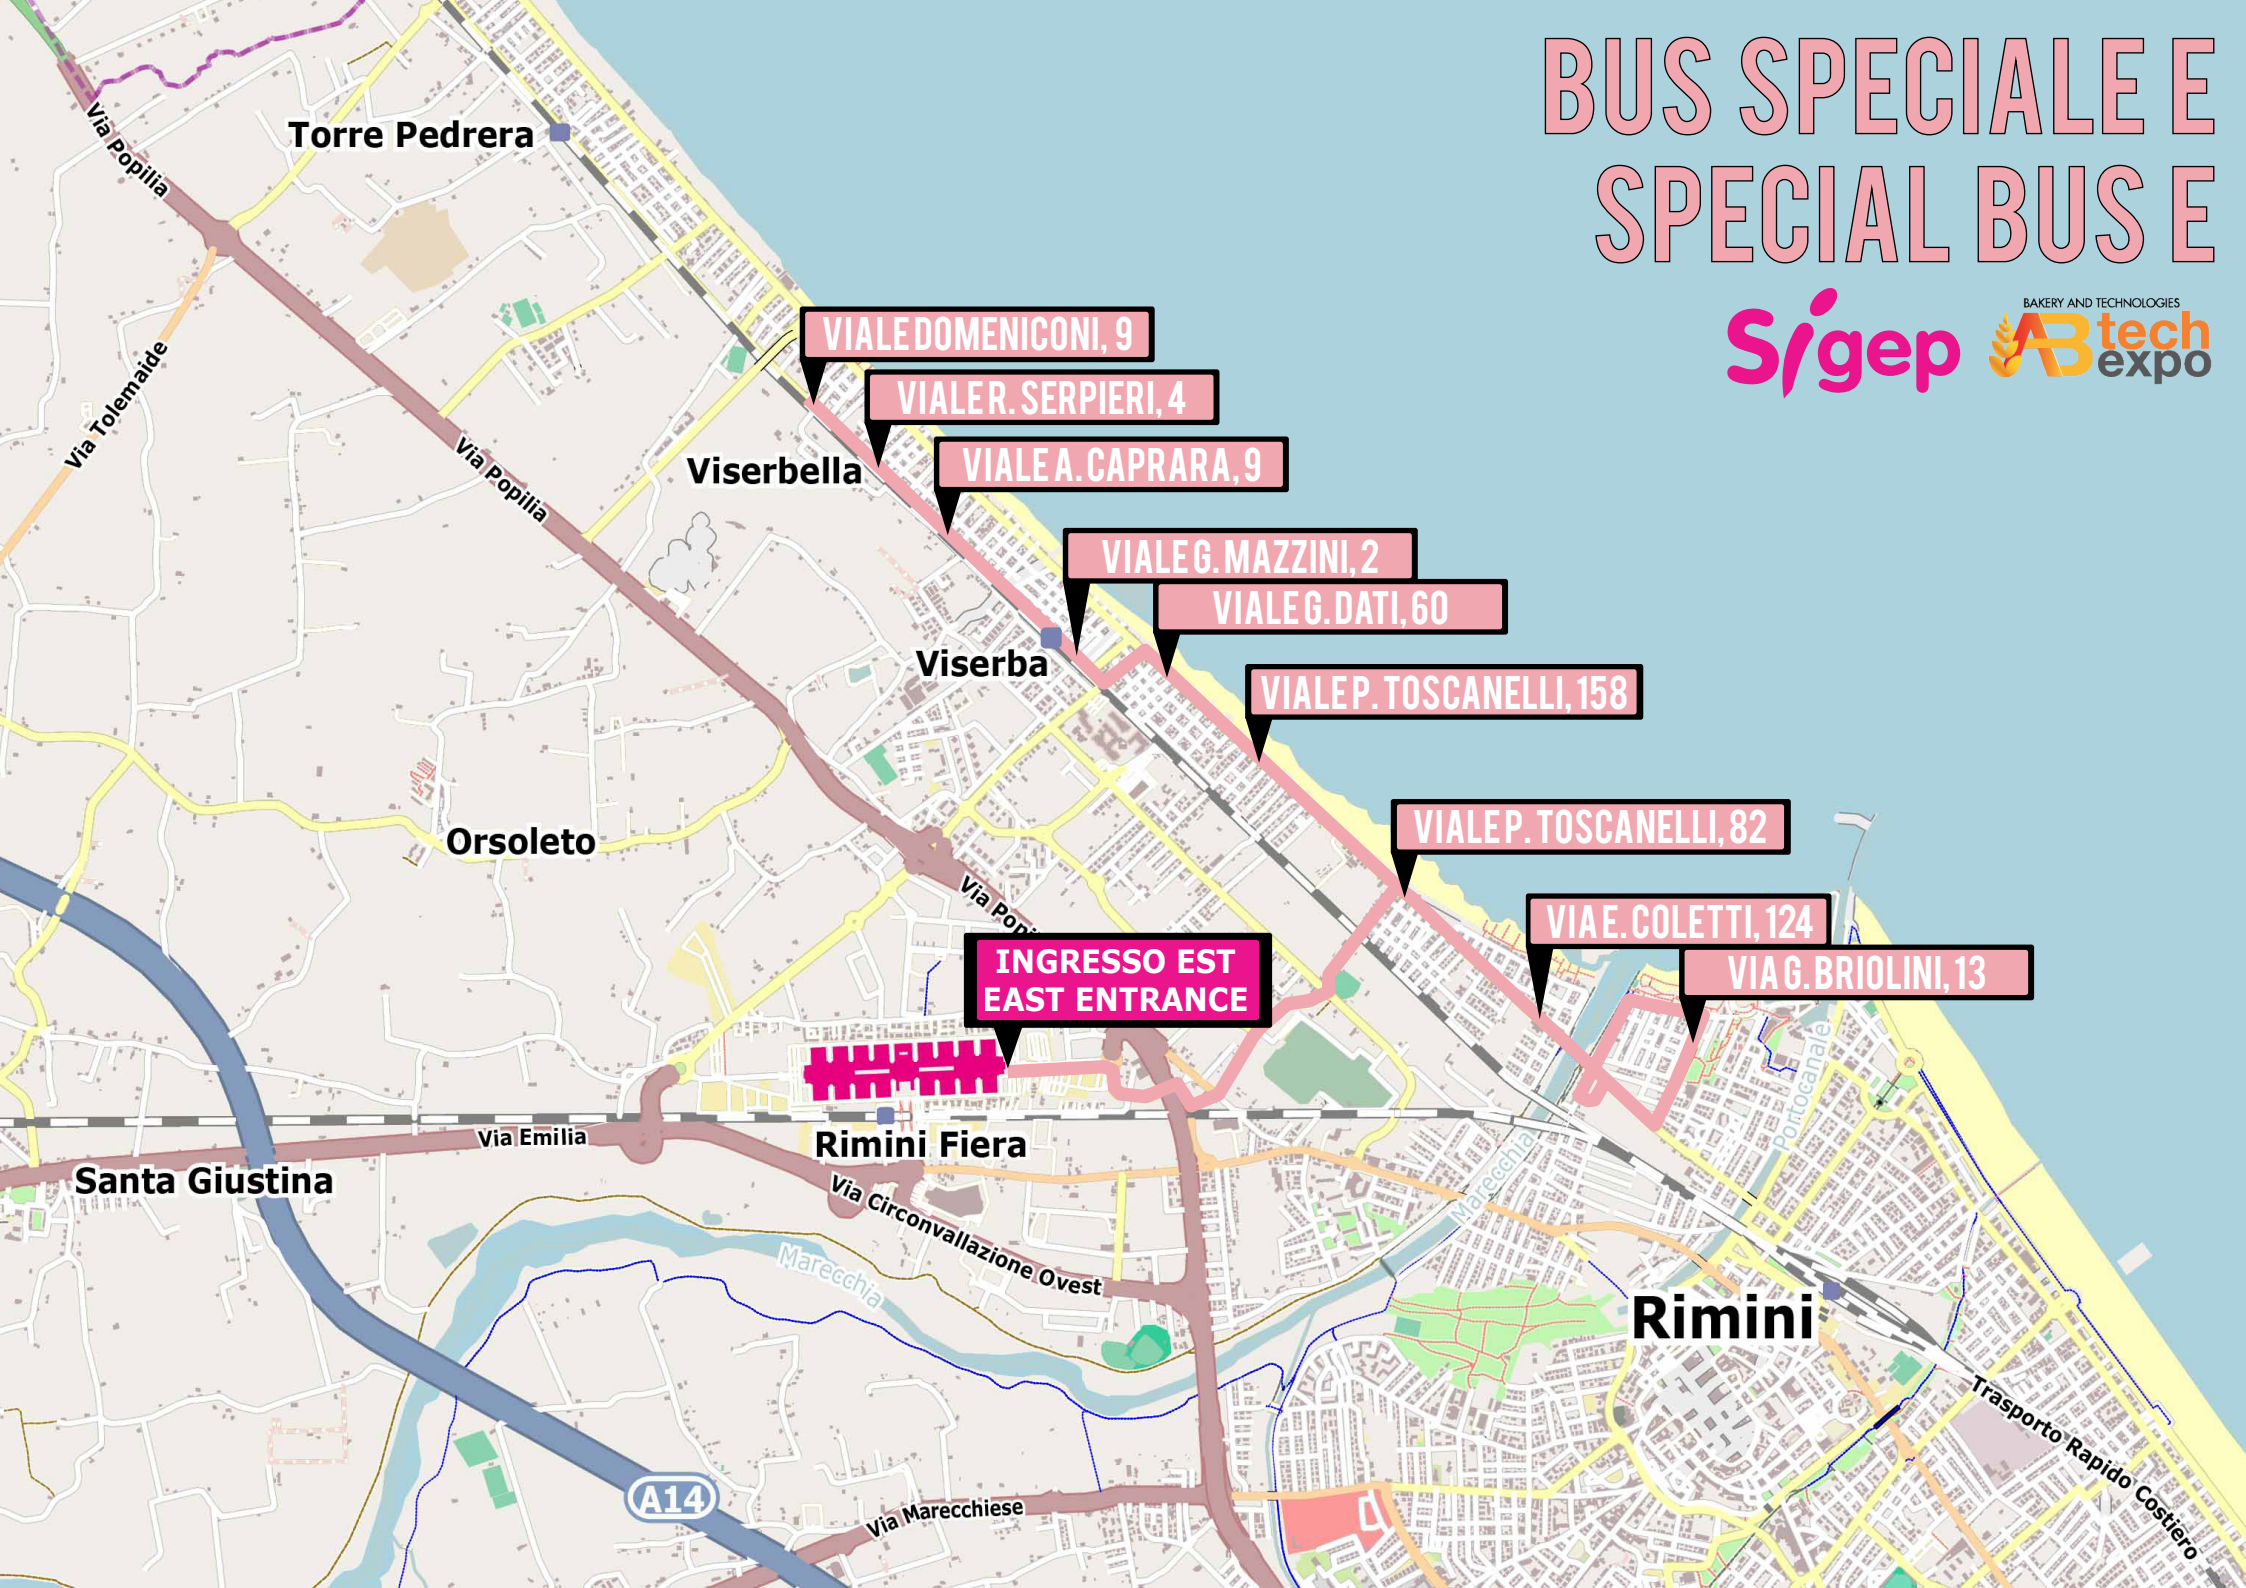 BUS SPECIALE E
SPECIAL BUS E
Sigep
BAKERY AND TECHNOLOGIES
AB tech
expo
Torre Pedrera
Via Popilia
Via Tolemaide
VIALE DOMENICONI, 9
VIALE R. SERPIERI, 4
Viserbella
VIALE A. CAPRARA, 9
Via Popilia
VIALE G. MAZZINI, 2
VIALE G. DATI, 60
Viserba
VIALE P. TOSCANELLI, 158
Orsoleto
VIALE P. TOSCANELLI, 82
Via Popi
VIA E. COLETTI, 124
VIA G. BRIOLINI, 13
INGRESSO EST
EAST ENTRANCE
Portocanale
Via Emilia
Rimini Fiera
Santa Giustina
Marecchia
Via Circonvallazione Ovest
Marecchia
Rimini
Trasporto Rapido Costiero
A14
Via Marecchiese